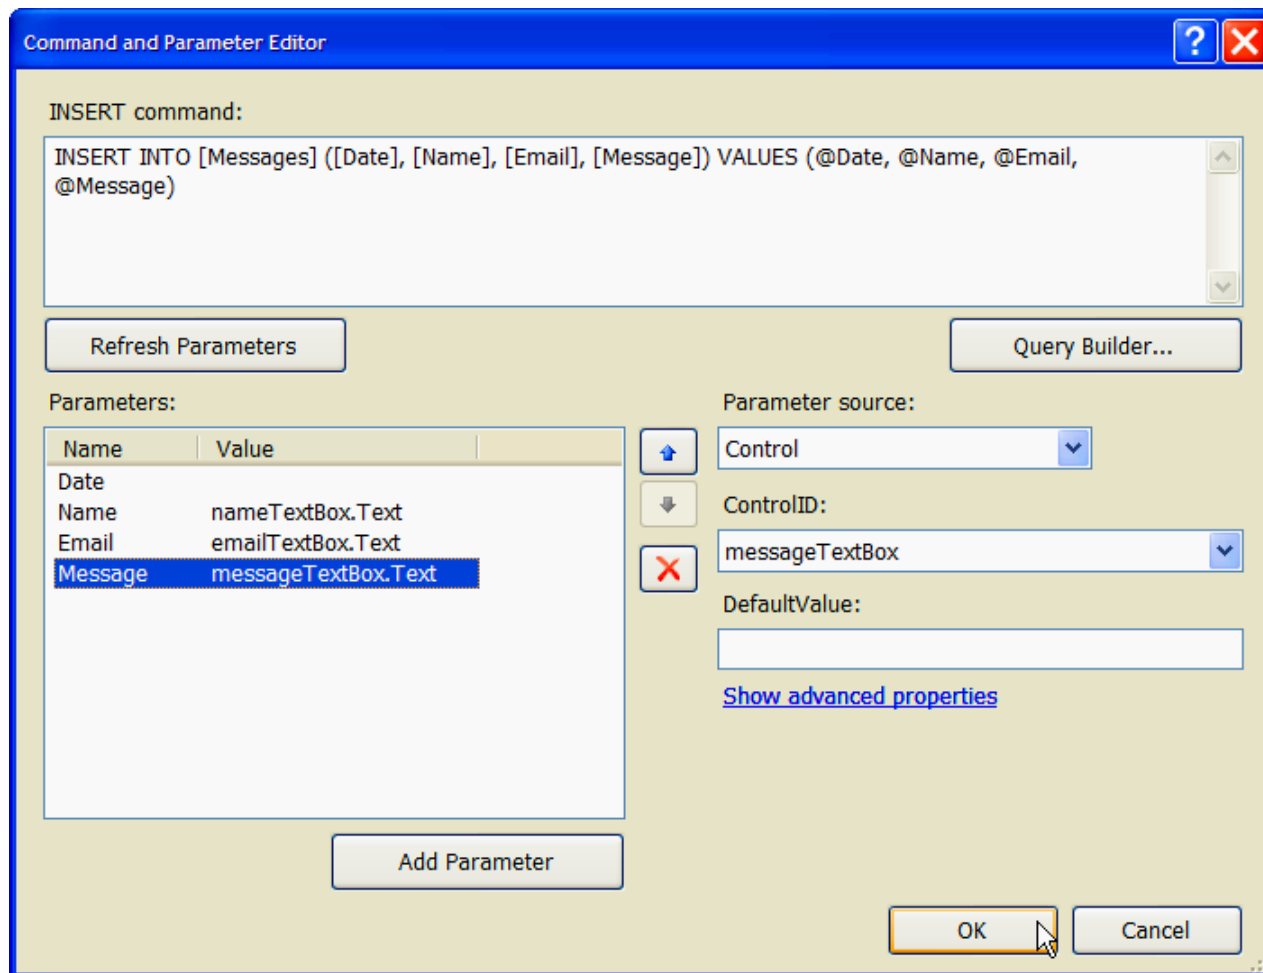 Command and Parameter Editor
INSERT command:
INSERT INTO [Messages] ([Date], [Name], [Email], [Message]) VALUES (@Date, @Name, @Email,
@Message)
Refresh Parameters
Query Builder...
Parameters:
Name Value
Date
Name nameTextBox.Text
Email emailTextBox.Text
Message messageTextBox.Text
Add Parameter
Parameter source:
Control
ControlID:
messageTextBox
DefaultValue:
Show advanced properties
OK
Cancel